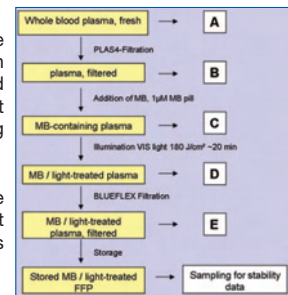 Whole blood plasma, fresh
A
PLAS4-Filtration
plasma, filtered
B
Addition of MB, 1µM MB pill
MB-containing plasma
C
Illumination VIS light 180 J/cm² ~20 min
MB / light-treated plasma
D
BLUEFLEX Filtration
MB / light-treated
plasma, filtered
E
Storage
Stored MB / light-treated
FFP
Sampling for stability
data